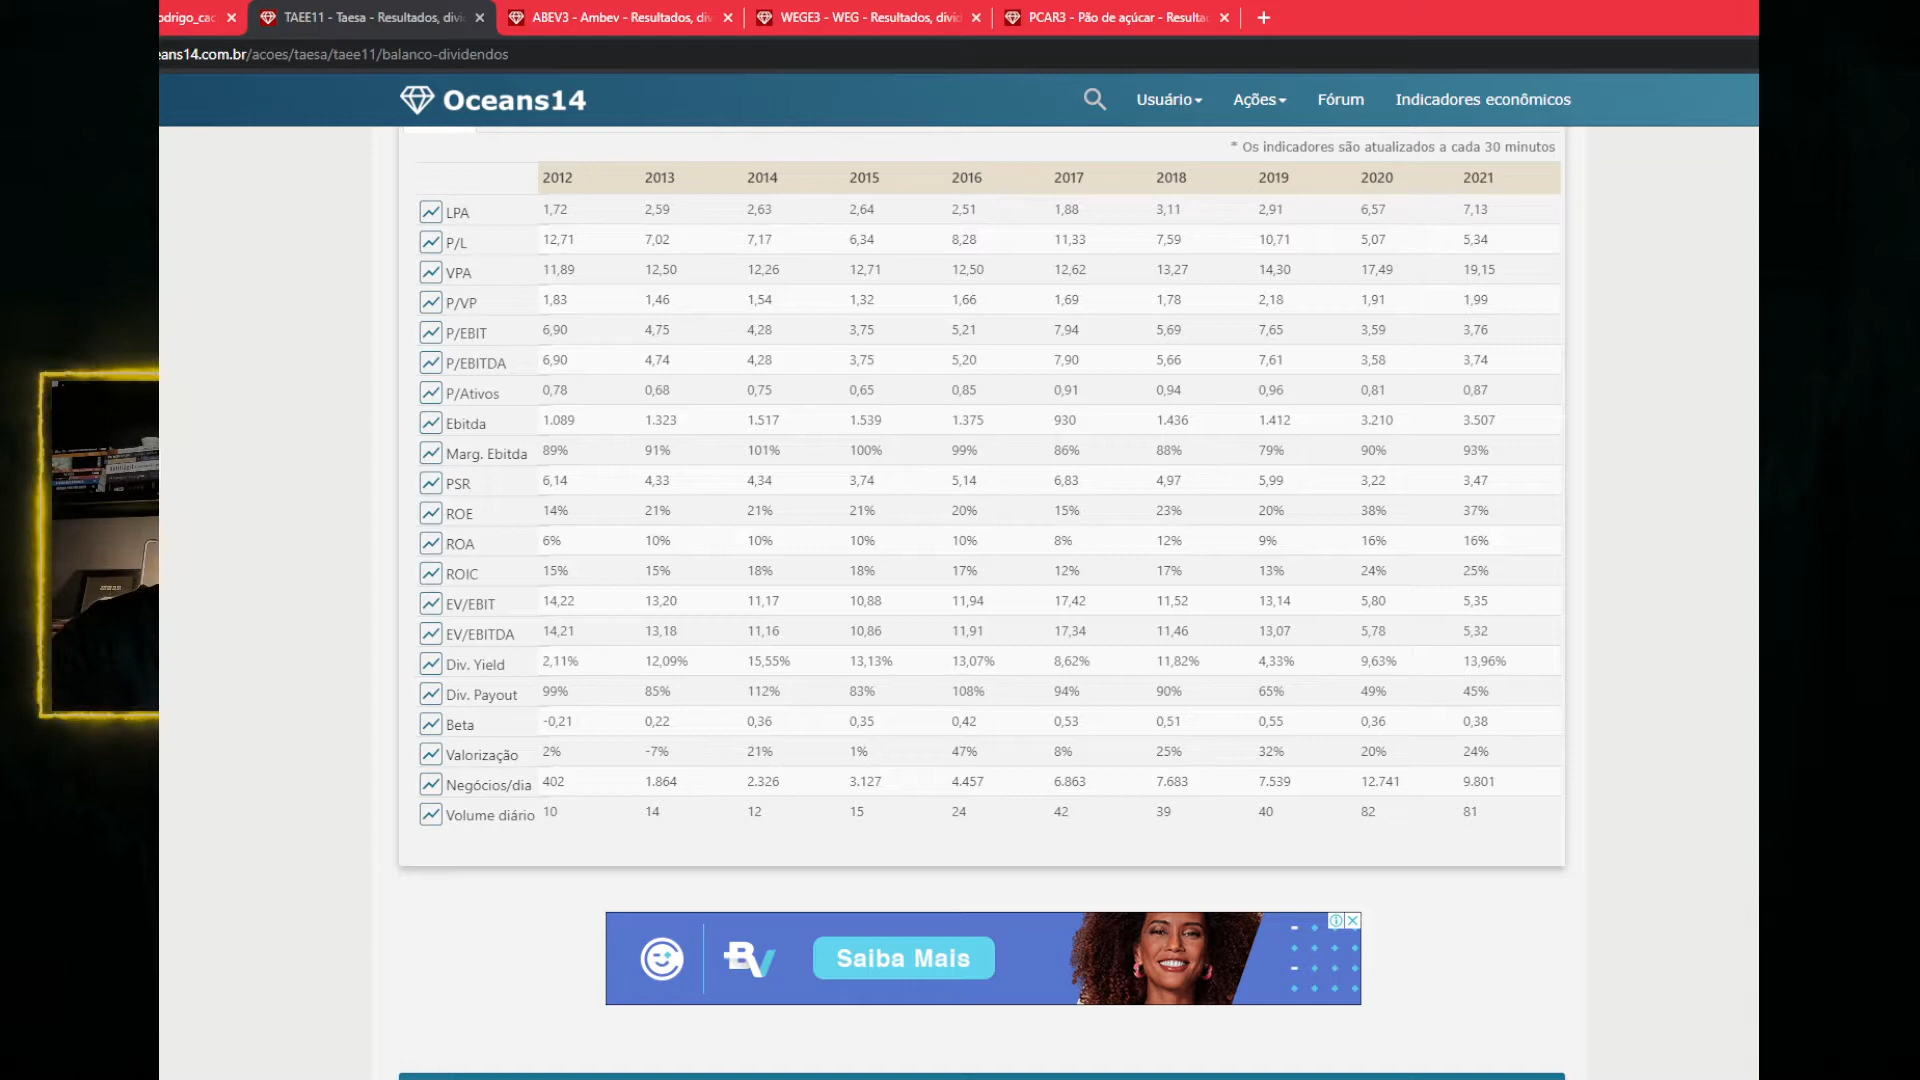 odrigo_cac
TAEE11 - Taesa - Resultados, divid
ABEV3 - Ambev - Resultados, div
WEGE3 - WEG - Resultados, divid
PCAR3 - Pão de açúcar - Resulta
eans14.com.br/acoes/taesa/taee11/balanco-dividendos
Oceans14
Usuário
Ações
Fórum
Indicadores econômicos
* Os indicadores são atualizados a cada 30 minutos
2012 2013 2014 2015 2016 2017 2018 2019 2020 2021
LPA 1,72 2,59 2,63 2,64 2,51 1,88 3,11 2,91 6,57 7,13
P/L 12,71 7,02 7,17 6,34 8,28 11,33 7,59 10,71 5,07 5,34
VPA 11,89 12,50 12,26 12,71 12,50 12,62 13,27 14,30 17,49 19,15
P/VP 1,83 1,46 1,54 1,32 1,66 1,69 1,78 2,18 1,91 1,99
P/EBIT 6,90 4,75 4,28 3,75 5,21 7,94 5,69 7,65 3,59 3,76
P/EBITDA 6,90 4,74 4,28 3,75 5,20 7,90 5,66 7,61 3,58 3,74
P/Ativos 0,78 0,68 0,75 0,65 0,85 0,91 0,94 0,96 0,81 0,87
Ebitda 1.089 1.323 1.517 1.539 1.375 930 1.436 1.412 3.210 3.507
Marg. Ebitda 89% 91% 101% 100% 99% 86% 88% 79% 90% 93%
PSR 6,14 4,33 4,34 3,74 5,14 6,83 4,97 5,99 3,22 3,47
ROE 14% 21% 21% 21% 20% 15% 23% 20% 38% 37%
ROA 6% 10% 10% 10% 10% 8% 12% 9% 16% 16%
ROIC 15% 15% 18% 18% 17% 12% 17% 13% 24% 25%
EV/EBIT 14,22 13,20 11,17 10,88 11,94 17,42 11,52 13,14 5,80 5,35
EV/EBITDA 14,21 13,18 11,16 10,86 11,91 17,34 11,46 13,07 5,78 5,32
Div. Yield 2,11% 12,09% 15,55% 13,13% 13,07% 8,62% 11,82% 4,33% 9,63% 13,96%
Div. Payout 99% 85% 112% 83% 108% 94% 90% 65% 49% 45%
Beta -0,21 0,22 0,36 0,35 0,42 0,53 0,51 0,55 0,36 0,38
Valorização 2% -7% 21% 1% 47% 8% 25% 32% 20% 24%
Negócios/dia 402 1.864 2.326 3.127 4.457 6.863 7.683 7.539 12.741 9.801
Volume diário 10 14 12 15 24 42 39 40 82 81
BV
Saiba Mais